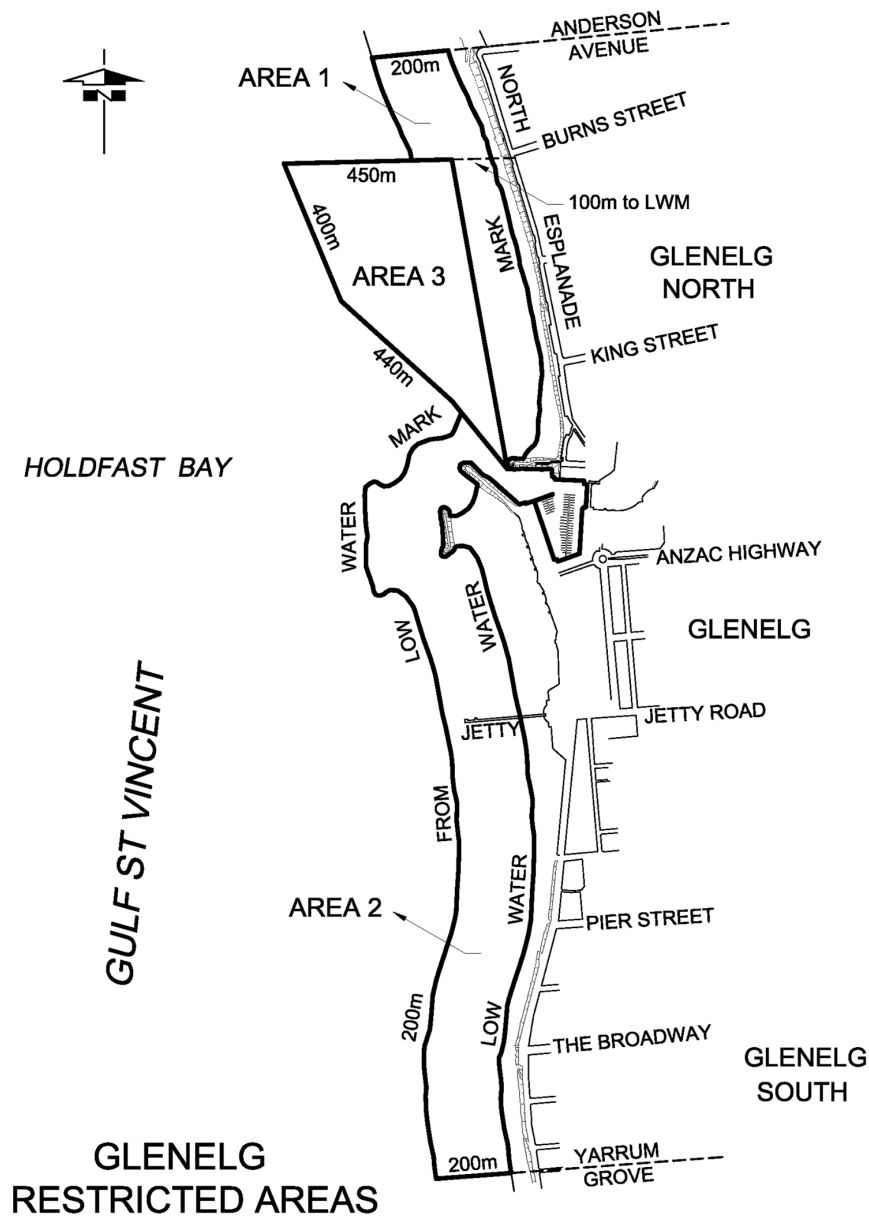 ANDERSON
AVENUE
200m
AREA 1
NORTH
BURNS STREET
450m
100m to LWM
400m
MARK
ESPLANADE
AREA 3
GLENELG
NORTH
KING STREET
440m
MARK
HOLDFAST BAY
WATER
ANZAC HIGHWAY
WATER
LOW
GLENELG
JETTY ROAD
JETTY
GULF ST VINCENT
FROM
WATER
AREA 2
PIER STREET
200m
LOW
THE BROADWAY
GLENELG
SOUTH
GLENELG
RESTRICTED AREAS
200m
YARRUM
GROVE
N